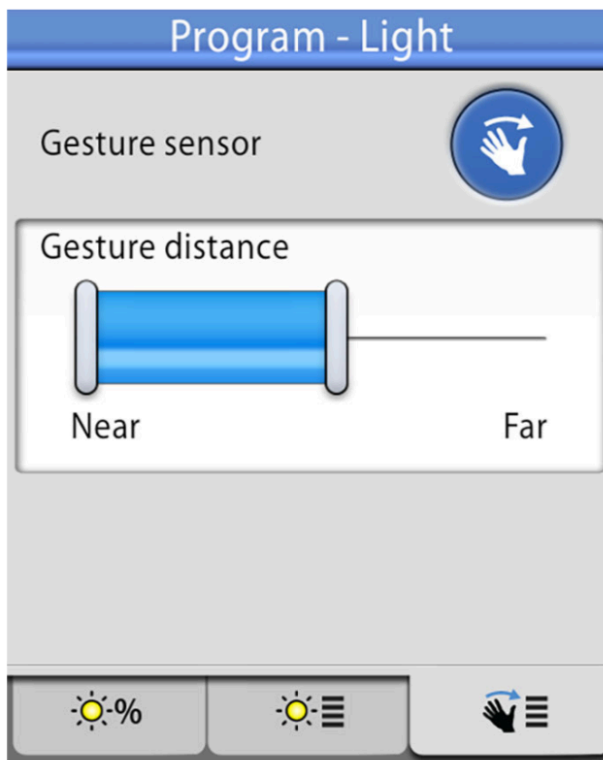 Program - Light
Gesture sensor
Gesture distance
Near Far
%